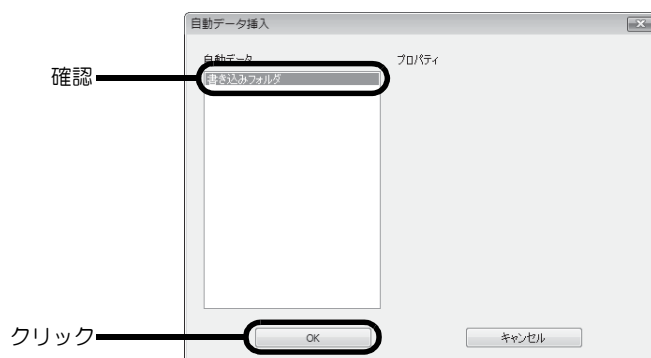 自動データ挿入
自動データ
プロパティ
確認
書き込みフォルダ
クリック
OK
キャンセル